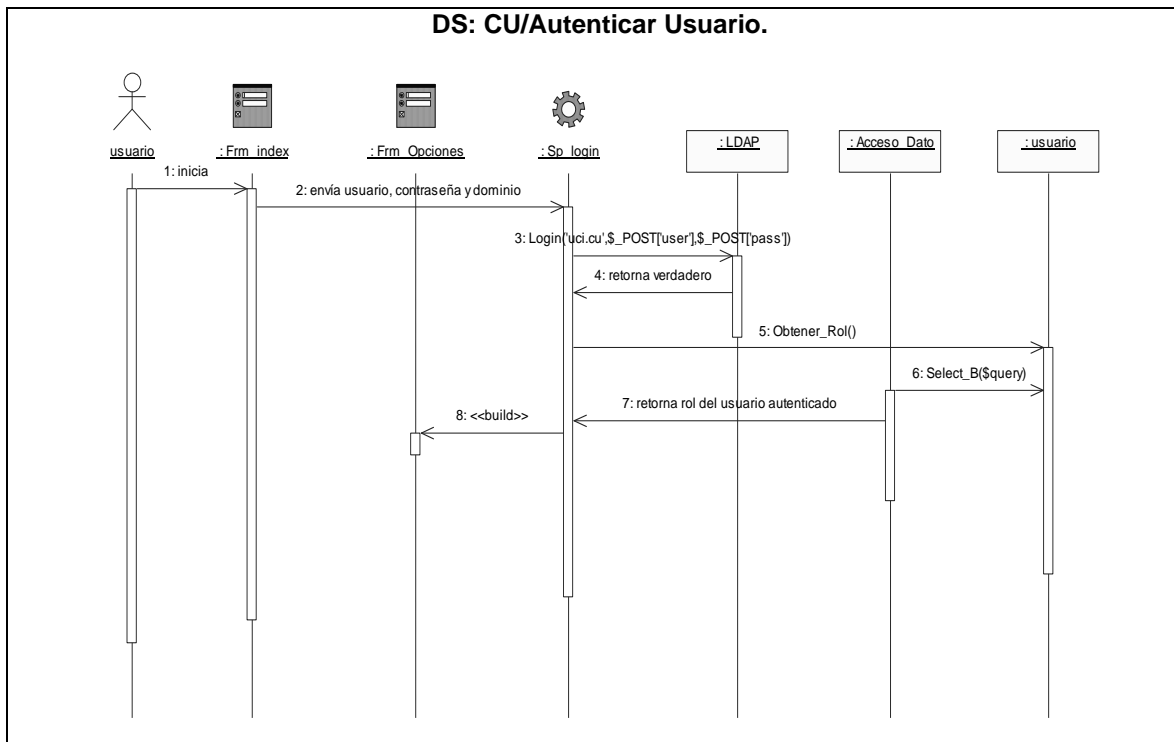 DS: CU/Autenticar Usuario.
usuario
: Frm_index
: Frm_Opciones
: Sp_login
: LDAP
: Acceso_Dato
: usuario
1: inicia
2: envía usuario, contraseña y dominio
3: Login('uci.cu',$_POST['user'],$_POST['pass'])
4: retorna verdadero
5: Obtener_Rol()
6: Select_B($query)
7: retorna rol del usuario autenticado
8: <<build>>